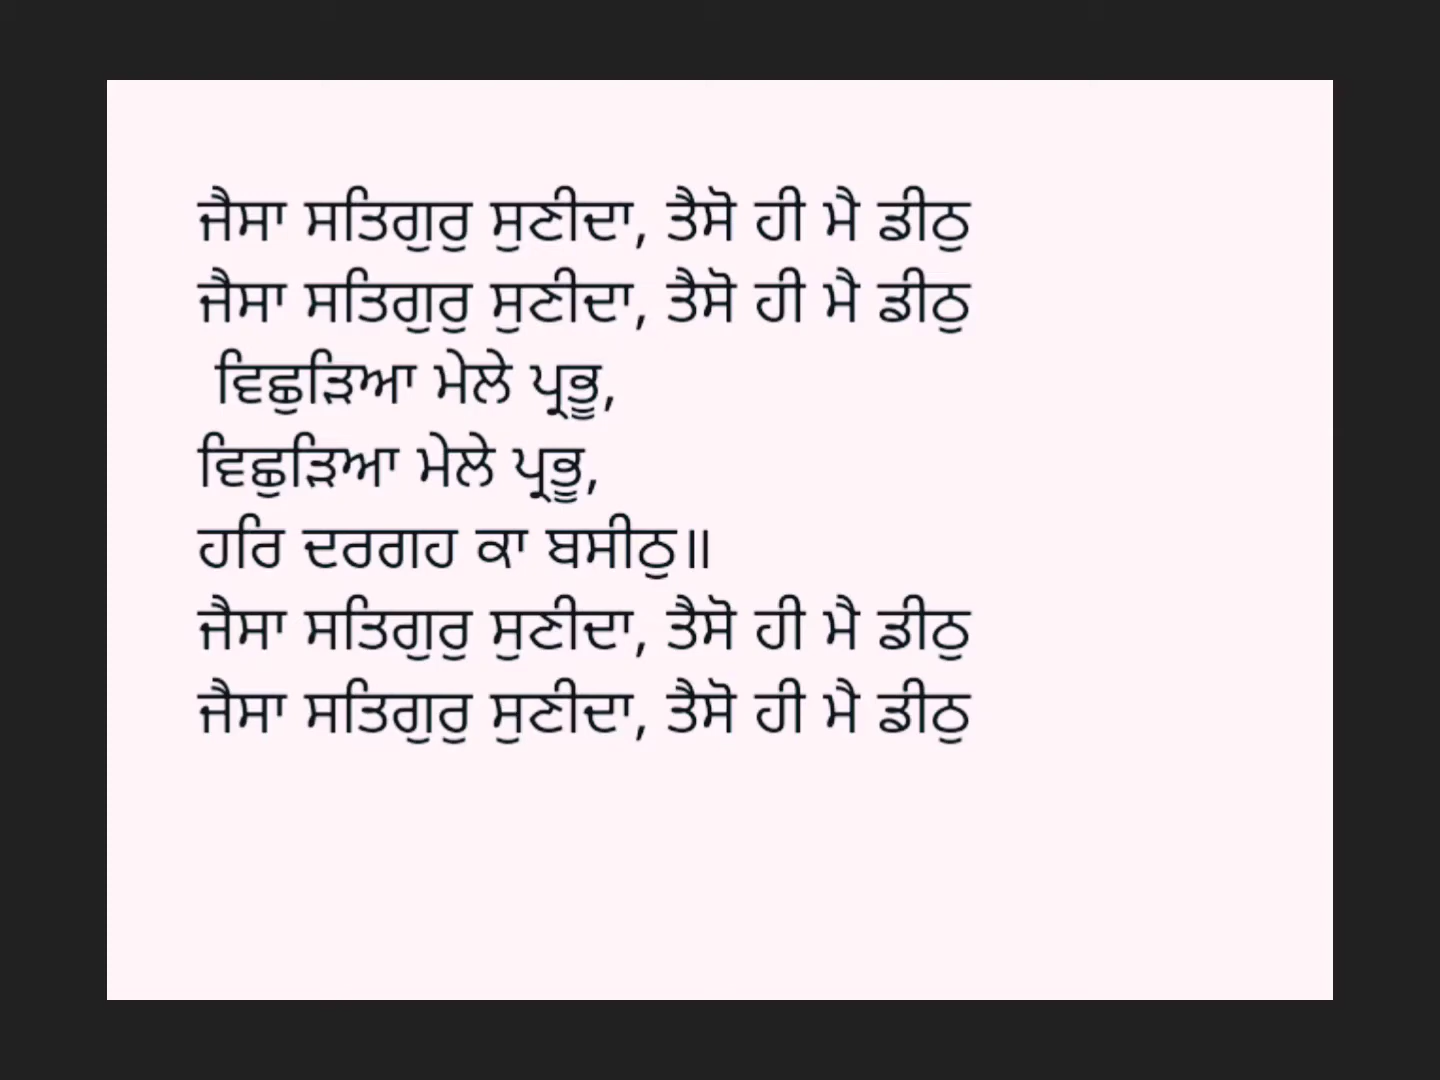 ਜੈਸਾ ਸਤਿਗੁਰੁ ਸੁਣੀਦਾ, ਤੈਸੋ ਹੀ ਮੈ ਡੀਠੁ
ਜੈਸਾ ਸਤਿਗੁਰੁ ਸੁਣੀਦਾ, ਤੈਸੋ ਹੀ ਮੈ ਡੀਠੁ
ਵਿਛੁੜਿਆ ਮੇਲੇ ਪ੍ਰਭੂ,
ਵਿਛੁੜਿਆ ਮੇਲੇ ਪ੍ਰਭੂ,
ਹਰਿ ਦਰਗਹ ਕਾ ਬਸੀਠੁ॥
ਜੈਸਾ ਸਤਿਗੁਰੁ ਸੁਣੀਦਾ, ਤੈਸੋ ਹੀ ਮੈ ਡੀਠੁ
ਜੈਸਾ ਸਤਿਗੁਰੁ ਸੁਣੀਦਾ, ਤੈਸੋ ਹੀ ਮੈ ਡੀਠੁ